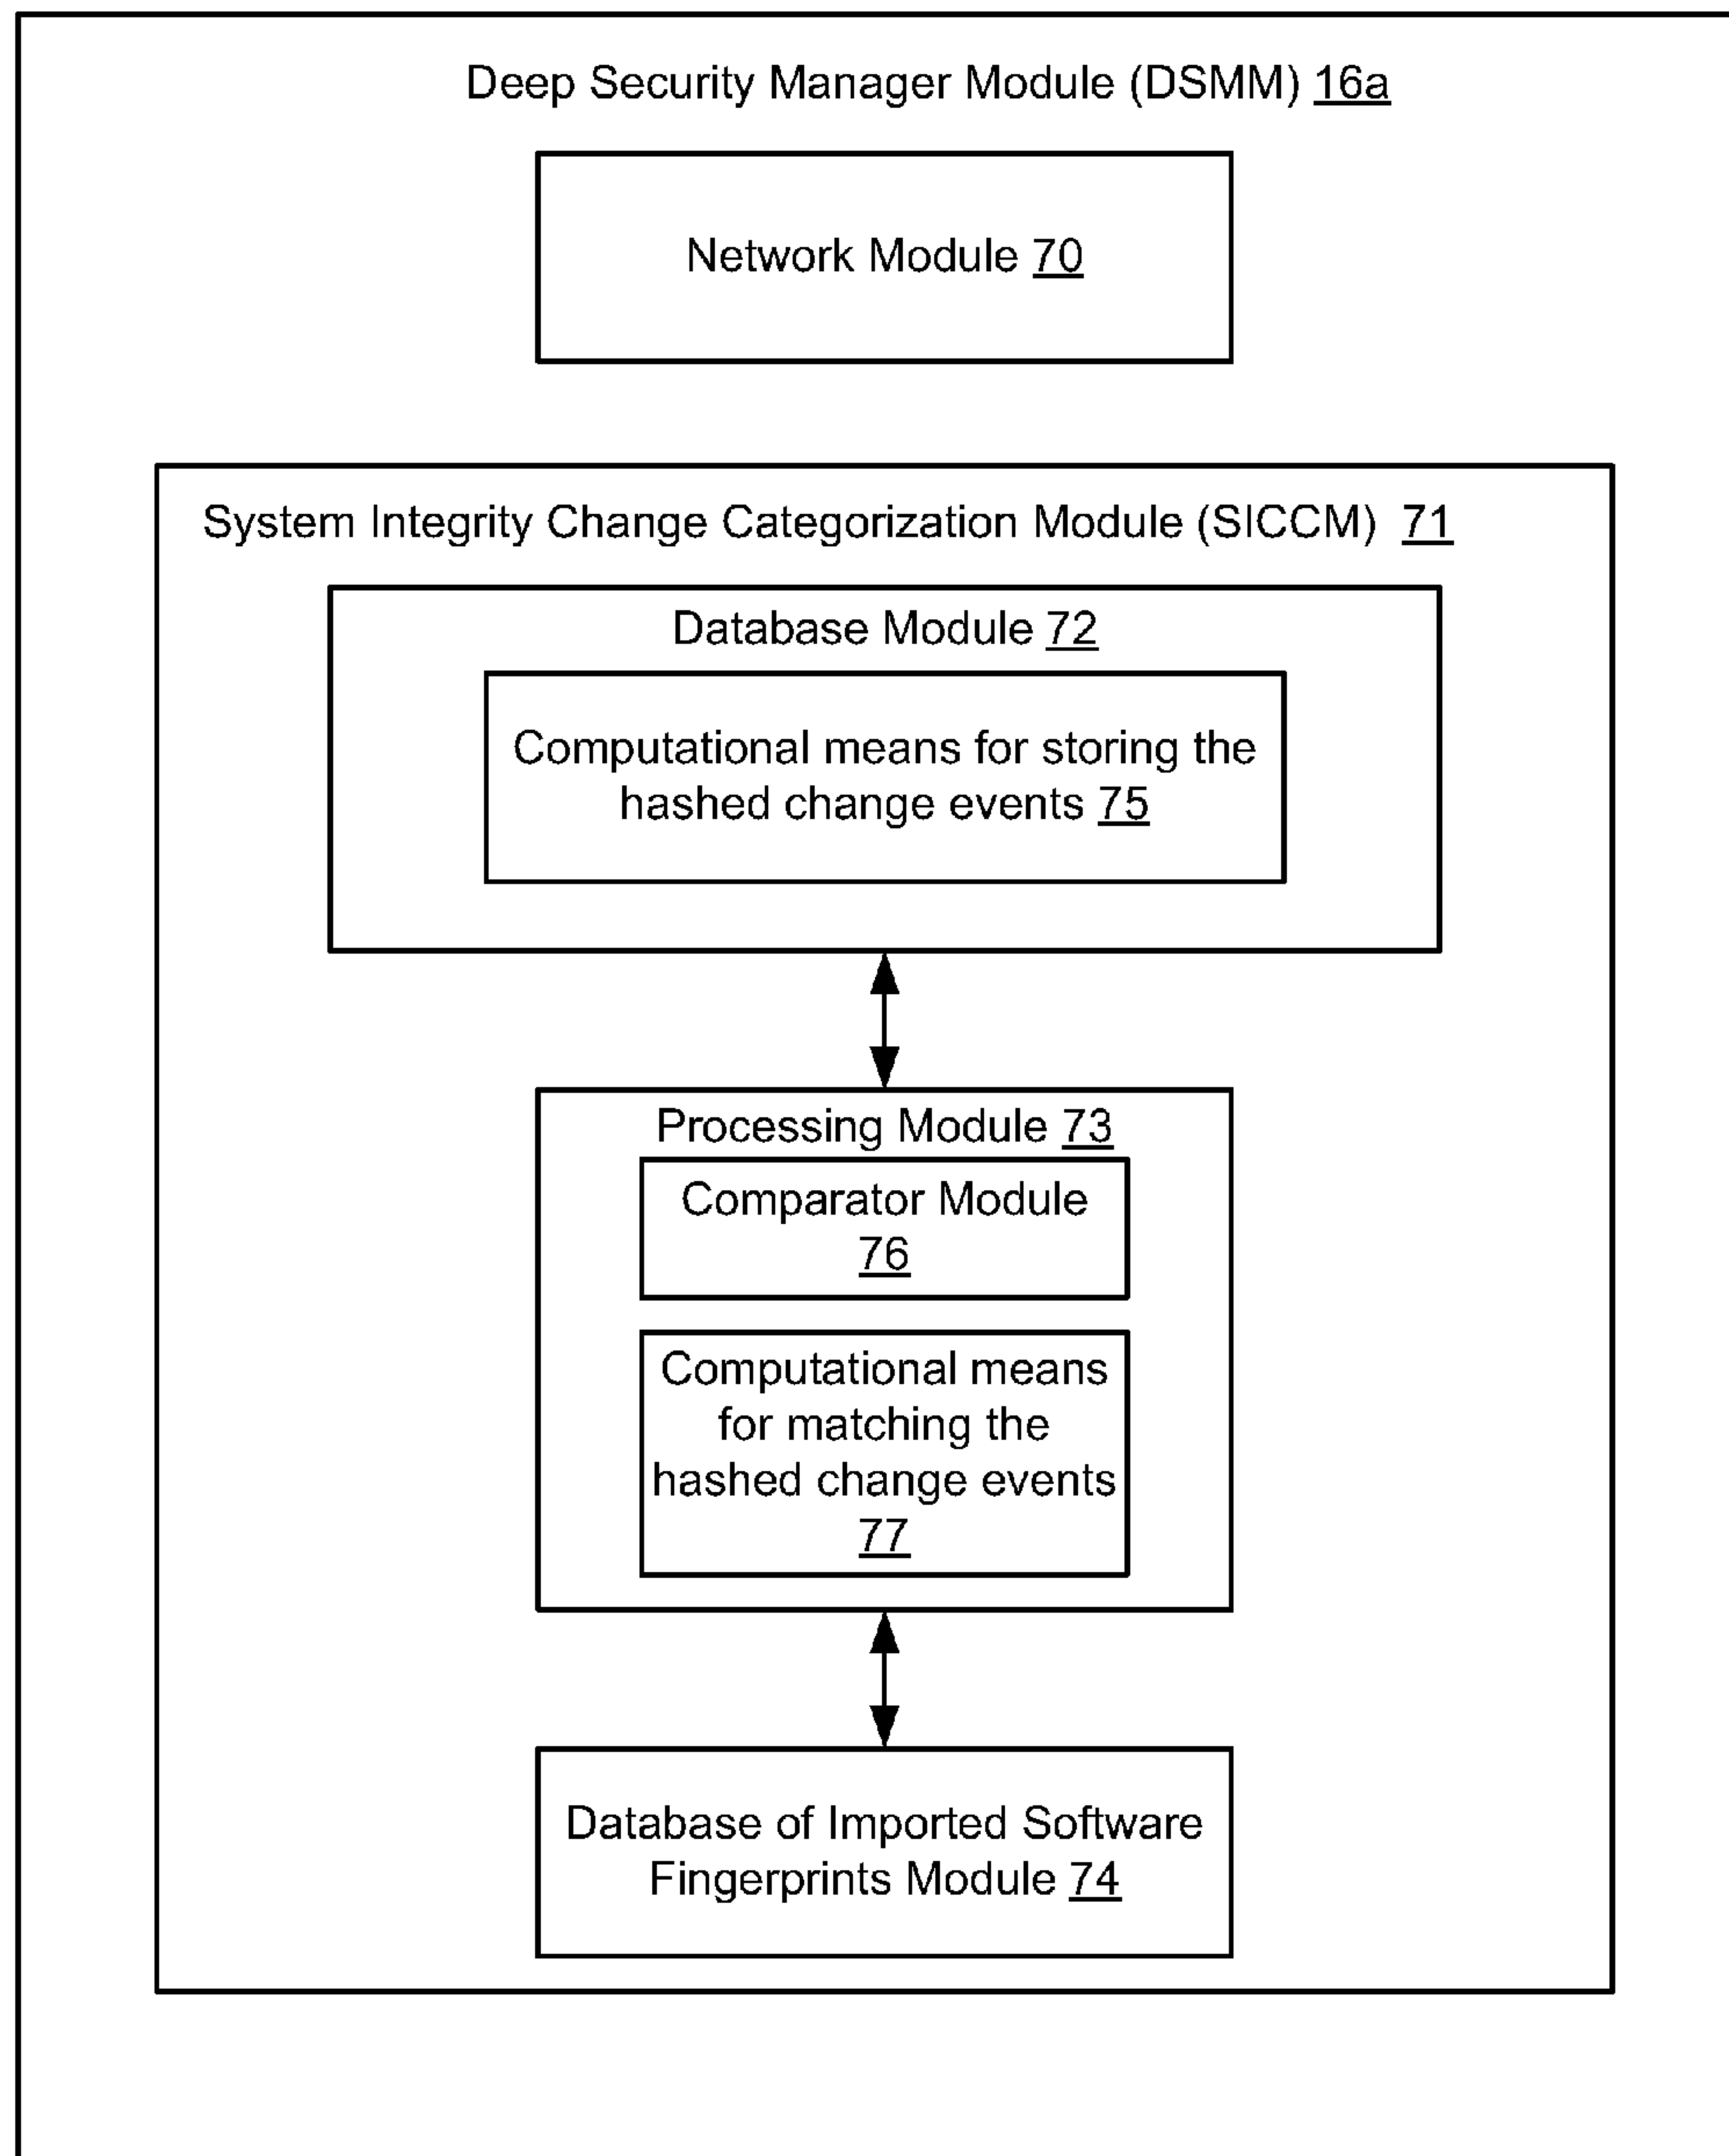 Deep Security Manager Module (DSMM) 16a
Network Module 70
System Integrity Change Categorization Module (SICCM) 71
Database Module 72
Computational means for storing the
hashed change events 75
Processing Module 73
Comparator Module
76
Computational means
for matching the
hashed change events
77
Database of Imported Software
Fingerprints Module 74